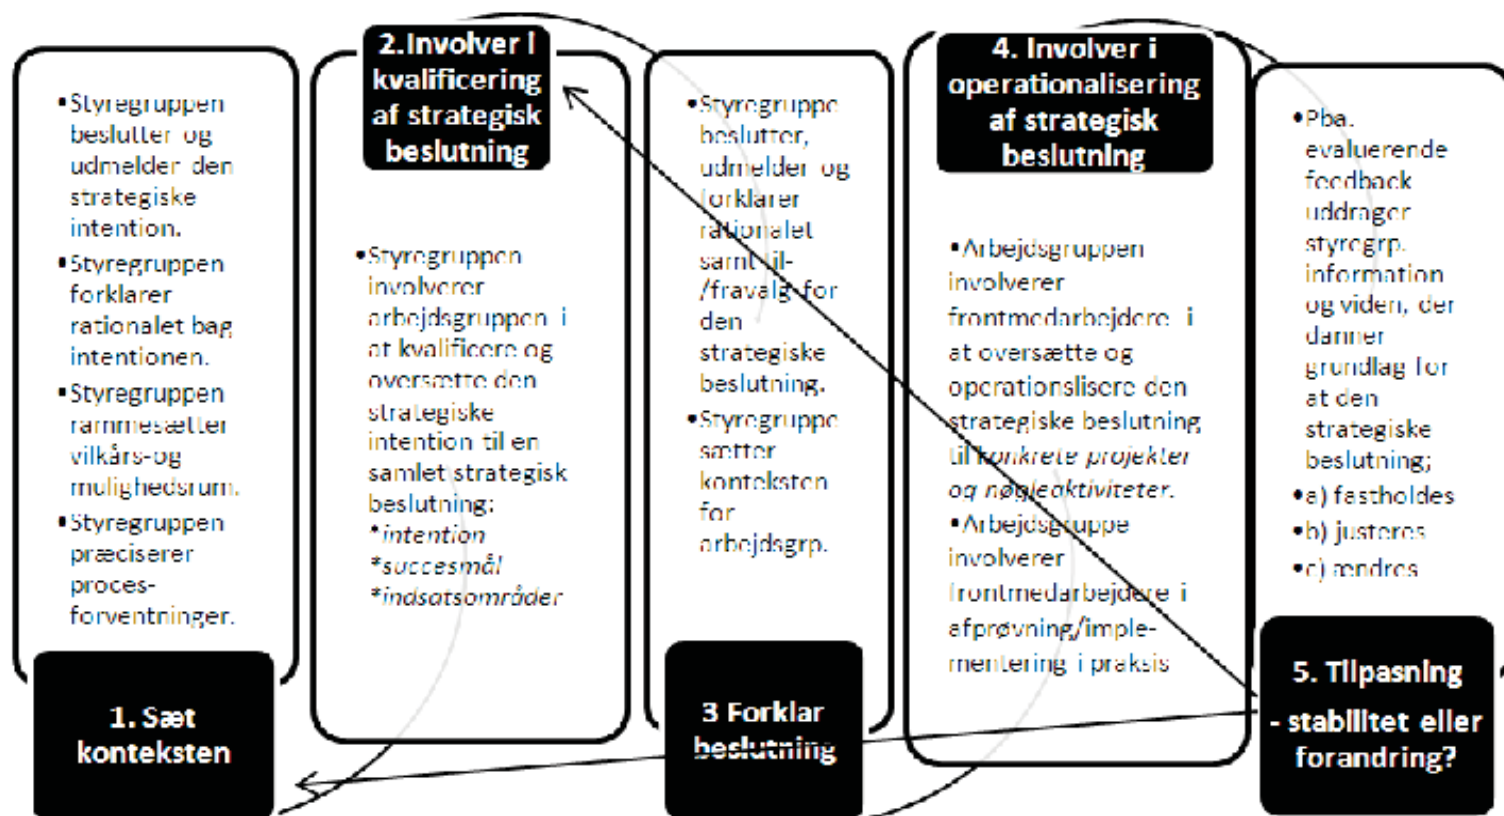 •Styregruppen
beslutter og
udmelder den
strategiske
intention.
•Styregruppen
forklarer
rationalet bag
intentionen.
•Styregruppen
rammesætter
vilkårs-og
mulighedsrum.
•Styregruppen
præciserer
proces-
forventninger.
1. Sæt
konteksten
2.Involver i
kvalificering
af strategisk
beslutning
•Styregruppen
involverer
arbejdsgruppen i
at kvalificere og
oversætte den
strategiske
intention til en
samlet strategisk
beslutning:
*intention
*succesmål
*indsatsområder
•Styregruppe
beslutter,
udmelder og
forklarer
rationalet
samt til-
/fravalg for
den
strategiske
beslutning.
•Styregruppe
sætter
konteksten
for
arbejdsgrp.
3 Forklar
beslutning
4. Involver i
operationalisering
af strategisk
beslutning
•Arbejdsgruppen
involverer
frontmedarbejdere i
at oversætte og
operationslisere den
strategiske beslutning
til konkrete projekter
og nøgleaktiviteter.
•Arbejdsgruppe
involverer
frontmedarbejdere i
afprøvning/imple-
mentering i praksis
•Pba.
evaluerende
feedback
uddrager
styregrp.
information
og viden, der
danner
grundlag for
at den
strategiske
beslutning;
•a) fastholdes
•b) justeres
•c) ændres
5. Tilpasning
- stabilitet eller
forandring?